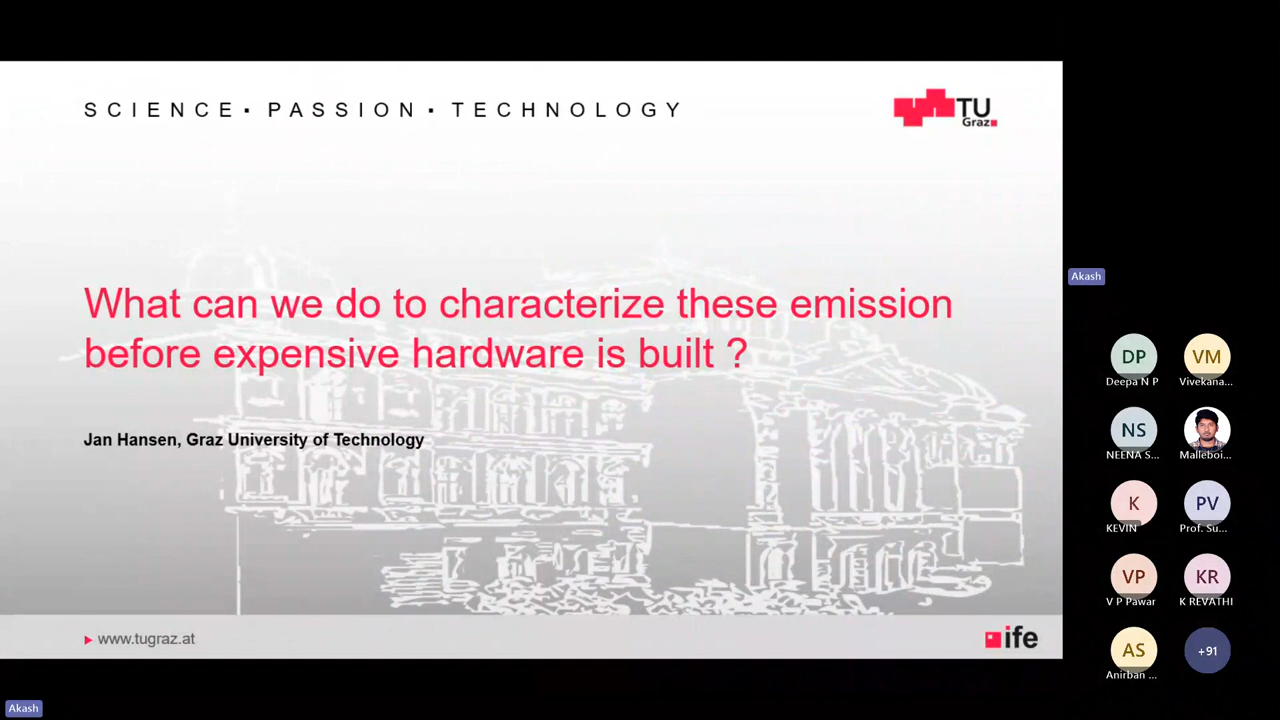 SCIENCE▪ PASSION▪ TECHNOLOGY
TU
Graz
What can we do to characterize these emission
before expensive hardware is built ?
Jan Hansen, Graz University of Technology
www.tugraz.at
ife
Akash
DP
VM
Deepa N P
Vivekana...
NS
NEENA S...
Malleboi...
K
PV
KEVIN
Prof. Su...
VP
KR
V P Pawar
K REVATHI
AS
+91
Anirban ...
Akash